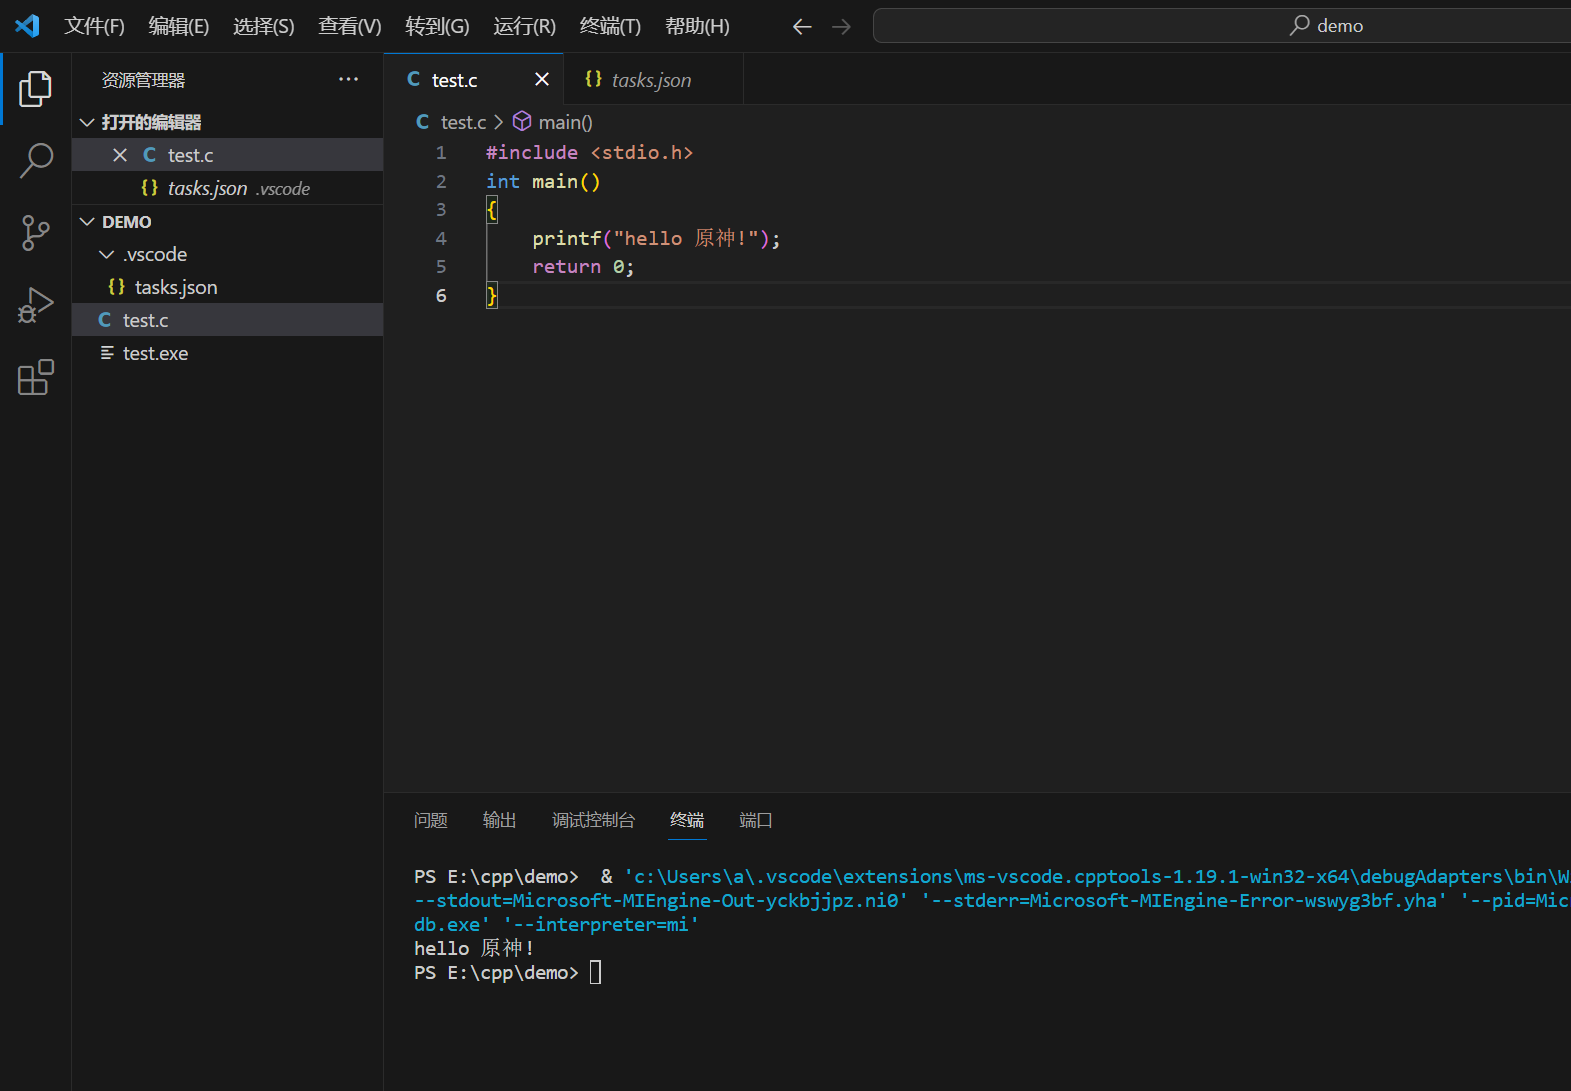 文件(F) 编辑(E) 选择(S) 查看(V) 转到(G) 运行(R) 终端(T) 帮助(H) demo
资源管理器
打开的编辑器
test.c
tasks.json .vscode
DEMO
.vscode
tasks.json
test.c
test.exe
test.c tasks.json
test.c > main()
1 #include <stdio.h>
2 int main()
3 {
4 printf("hello 原神!");
5 return 0;
6 }
问题 输出 调试控制台 终端 端口
PS E:\cpp\demo> & 'c:\Users\a\.vscode\extensions\ms-vscode.cpptools-1.19.1-win32-x64\debugAdapters\bin\W
--stdout=Microsoft-MIEngine-Out-yckbjjpz.ni0' '--stderr=Microsoft-MIEngine-Error-wswyg3bf.yha' '--pid=Mic
db.exe' '--interpreter=mi'
hello 原神!
PS E:\cpp\demo>